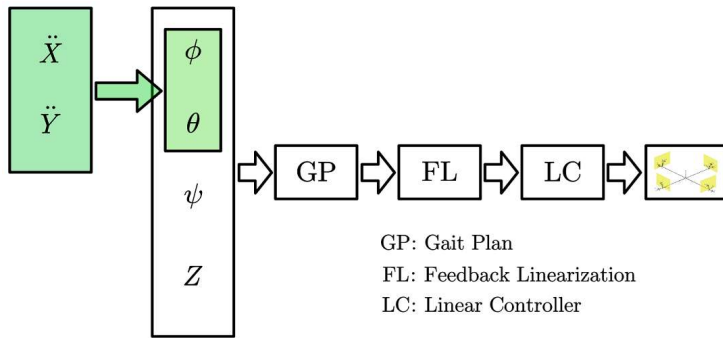 Ẍ
Ÿ
ϕ
θ
ψ
Z
GP
FL
LC
GP: Gait Plan
FL: Feedback Linearization
LC: Linear Controller